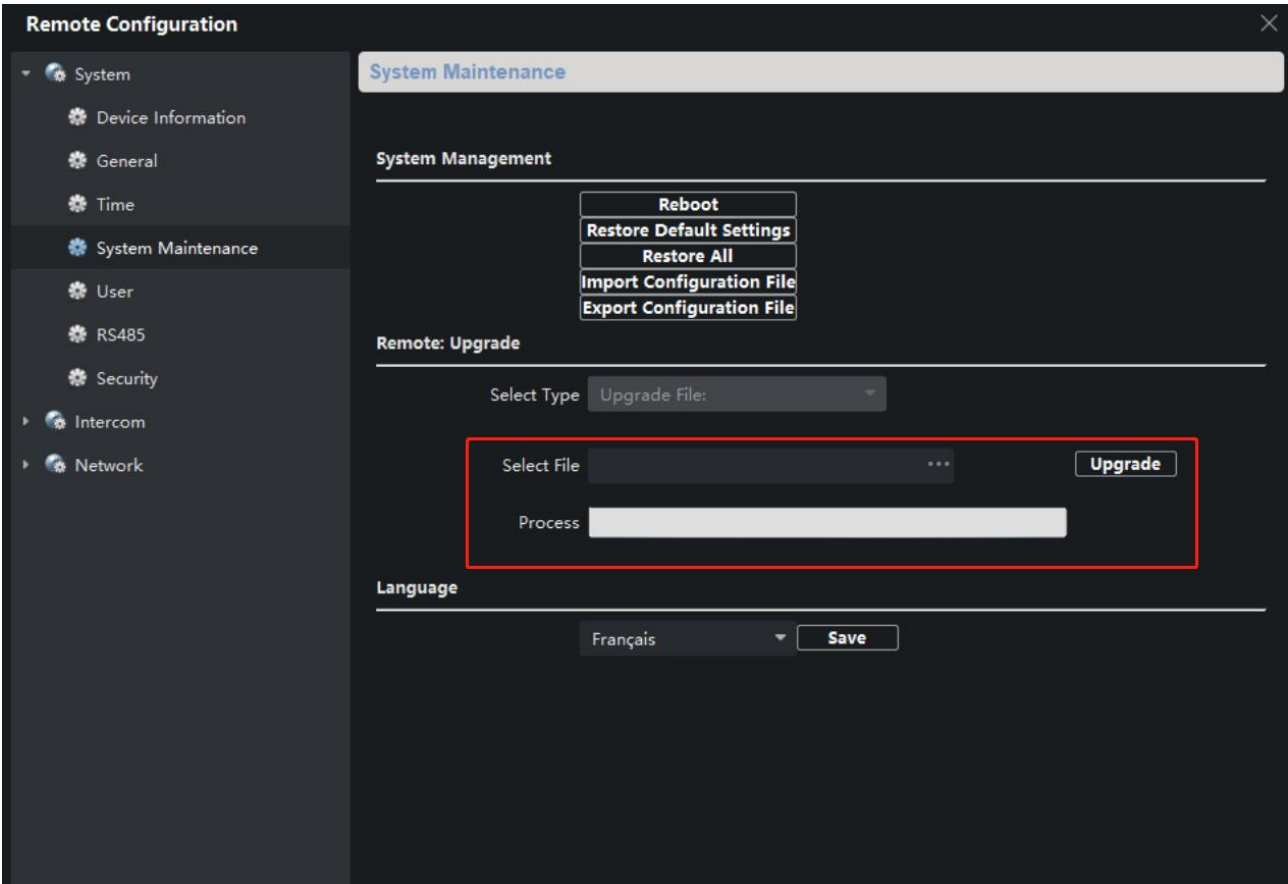 Remote Configuration
System
Device Information
General
Time
System Maintenance
User
RS485
Security
Intercom
Network
System Maintenance
System Management
Reboot
Restore Default Settings
Restore All
Import Configuration File
Export Configuration File
Remote: Upgrade
Select Type Upgrade File:
Select File ... Upgrade
Process
Language
Français Save